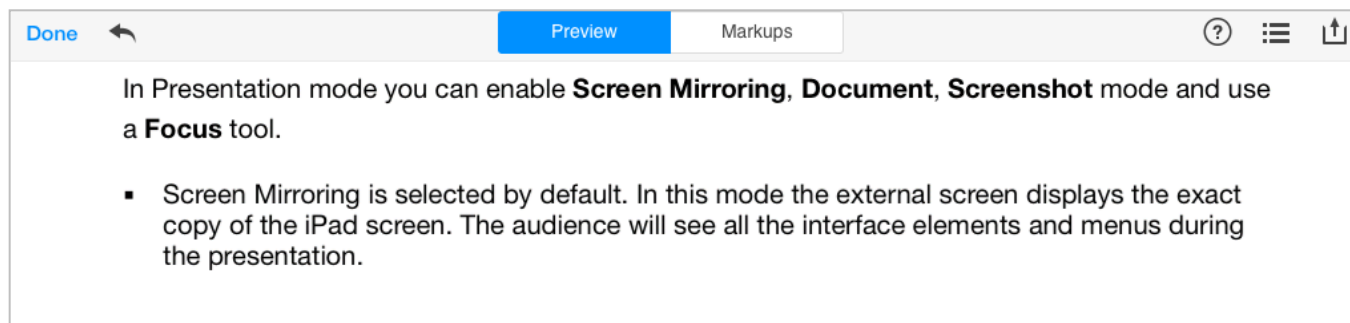 Done Preview Markups ?
In Presentation mode you can enable Screen Mirroring, Document, Screenshot mode and use
a Focus tool.
▪ Screen Mirroring is selected by default. In this mode the external screen displays the exact
copy of the iPad screen. The audience will see all the interface elements and menus during
the presentation.